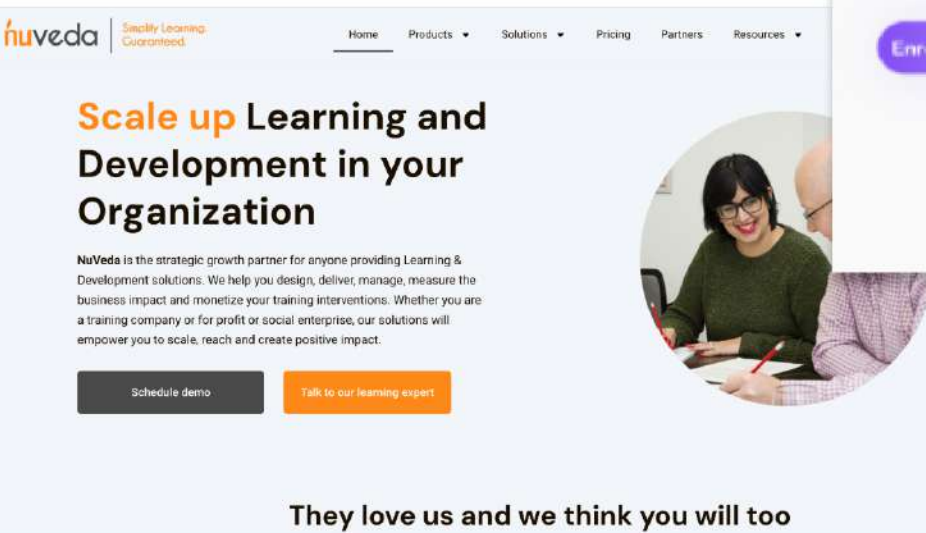 nuveda
Simplify Learning.
Guaranteed.
Home Products Solutions Pricing Partners Resources
Scale up Learning and
Development in your
Organization
NuVeda is the strategic growth partner for anyone providing Learning &
Development solutions. We help you design, deliver, manage, measure the
business impact and monetize your training interventions. Whether you are
a training company or for profit or social enterprise, our solutions will
empower you to scale, reach and create positive impact.
Schedule demo Talk to our learning expert
They love us and we think you will too